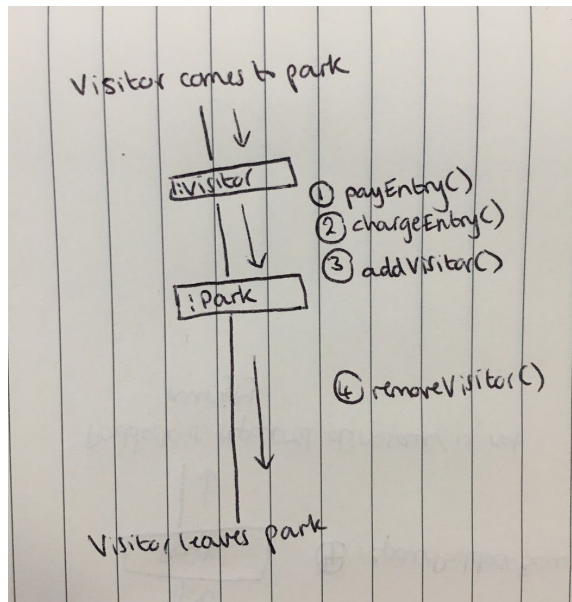 Visitor comes to park
:Visitor
① payEntry()
② chargeEntry()
③ addVisitor()
:Park
④ removeVisitor()
Visitor leaves park